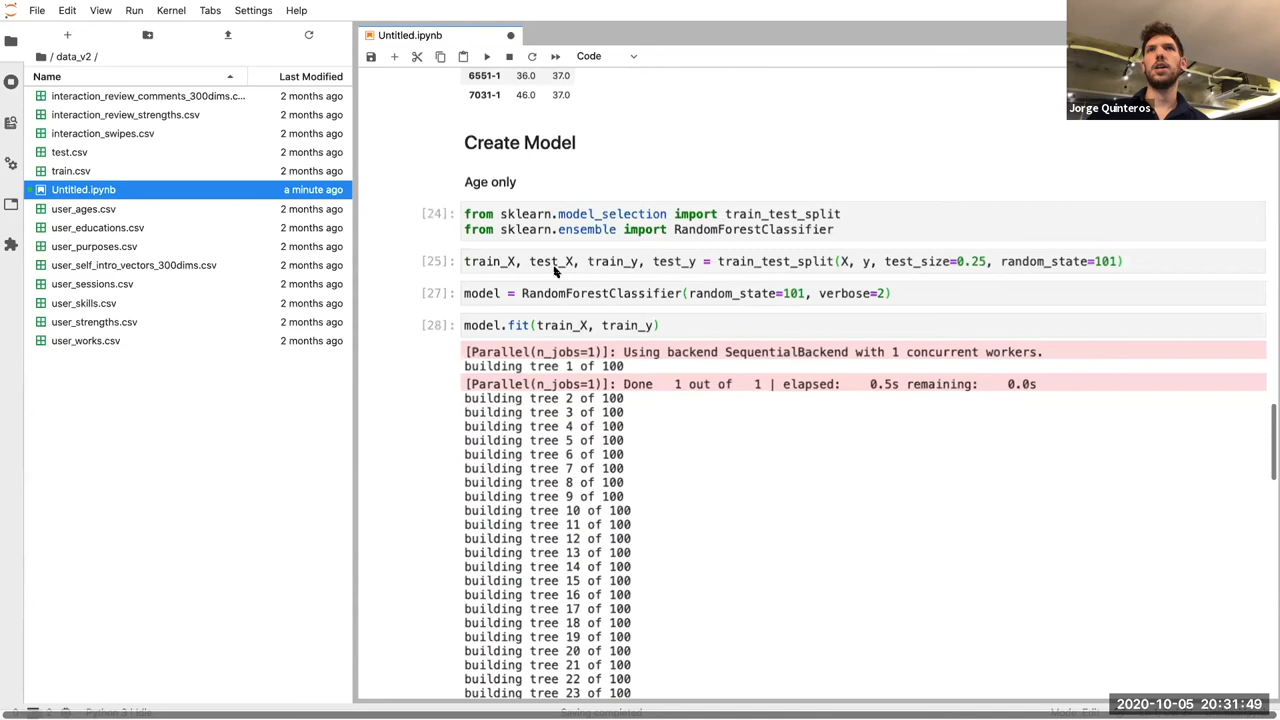 File Edit View Run Kernel Tabs Settings Help
Untitled.ipynb
/ data_v2 /
Code
Name Last Modified
interaction_review_comments_300dims.c... 2 months ago
interaction_review_strengths.csv 2 months ago
interaction_swipes.csv 2 months ago
test.csv 2 months ago
train.csv 2 months ago
Untitled.ipynb a minute ago
user_ages.csv 2 months ago
user_educations.csv 2 months ago
user_purposes.csv 2 months ago
user_self_intro_vectors_300dims.csv 2 months ago
user_sessions.csv 2 months ago
user_skills.csv 2 months ago
user_strengths.csv 2 months ago
user_works.csv 2 months ago
6551-1 36.0 37.0
7031-1 46.0 37.0
Create Model
Age only
[24]: from sklearn.model_selection import train_test_split
from sklearn.ensemble import RandomForestClassifier
[25]: train_X, test_X, train_y, test_y = train_test_split(X, y, test_size=0.25, random_state=101)
[27]: model = RandomForestClassifier(random_state=101, verbose=2)
[28]: model.fit(train_X, train_y)
[Parallel(n_jobs=1)]: Using backend SequentialBackend with 1 concurrent workers.
building tree 1 of 100
[Parallel(n_jobs=1)]: Done 1 out of 1 | elapsed: 0.5s remaining: 0.0s
building tree 2 of 100
building tree 3 of 100
building tree 4 of 100
building tree 5 of 100
building tree 6 of 100
building tree 7 of 100
building tree 8 of 100
building tree 9 of 100
building tree 10 of 100
building tree 11 of 100
building tree 12 of 100
building tree 13 of 100
building tree 14 of 100
building tree 15 of 100
building tree 16 of 100
building tree 17 of 100
building tree 18 of 100
building tree 19 of 100
building tree 20 of 100
building tree 21 of 100
building tree 22 of 100
building tree 23 of 100
Jorge Quinteros
2020-10-05 20:31:49